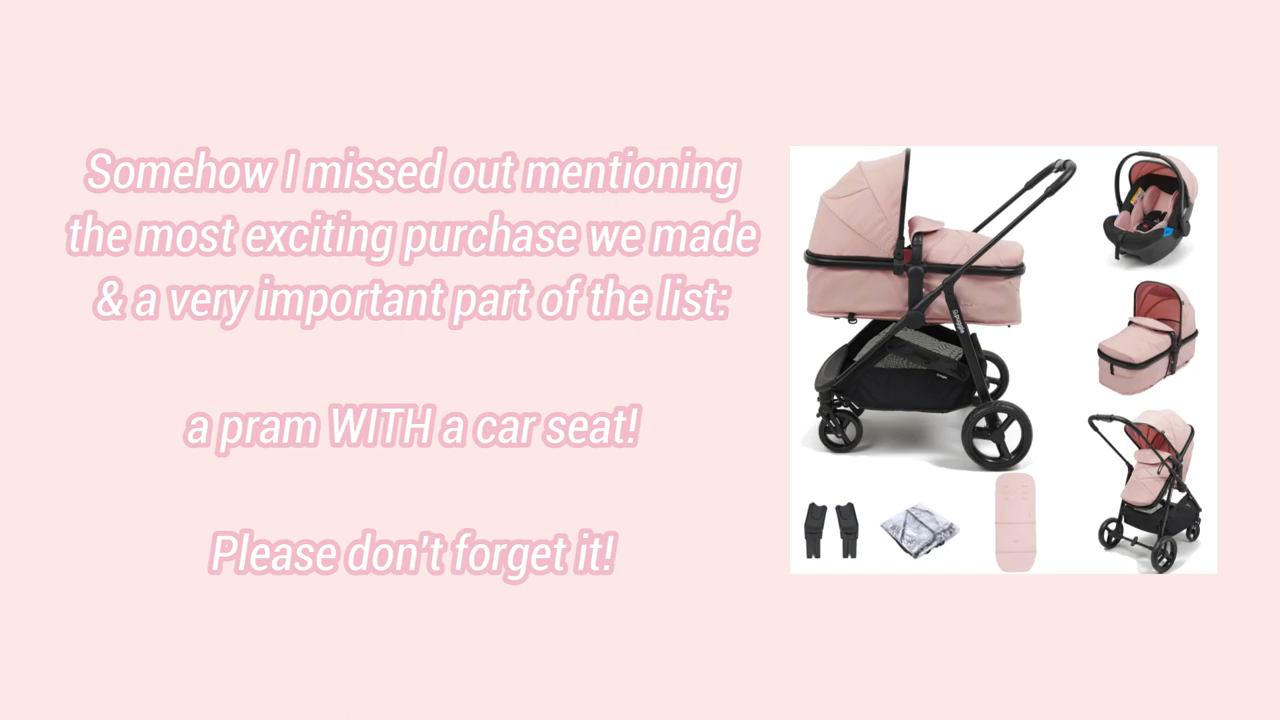 Somehow I missed out mentioning
the most exciting purchase we made
& a very important part of the list:
a pram WITH a car seat!
Please don't forget it!